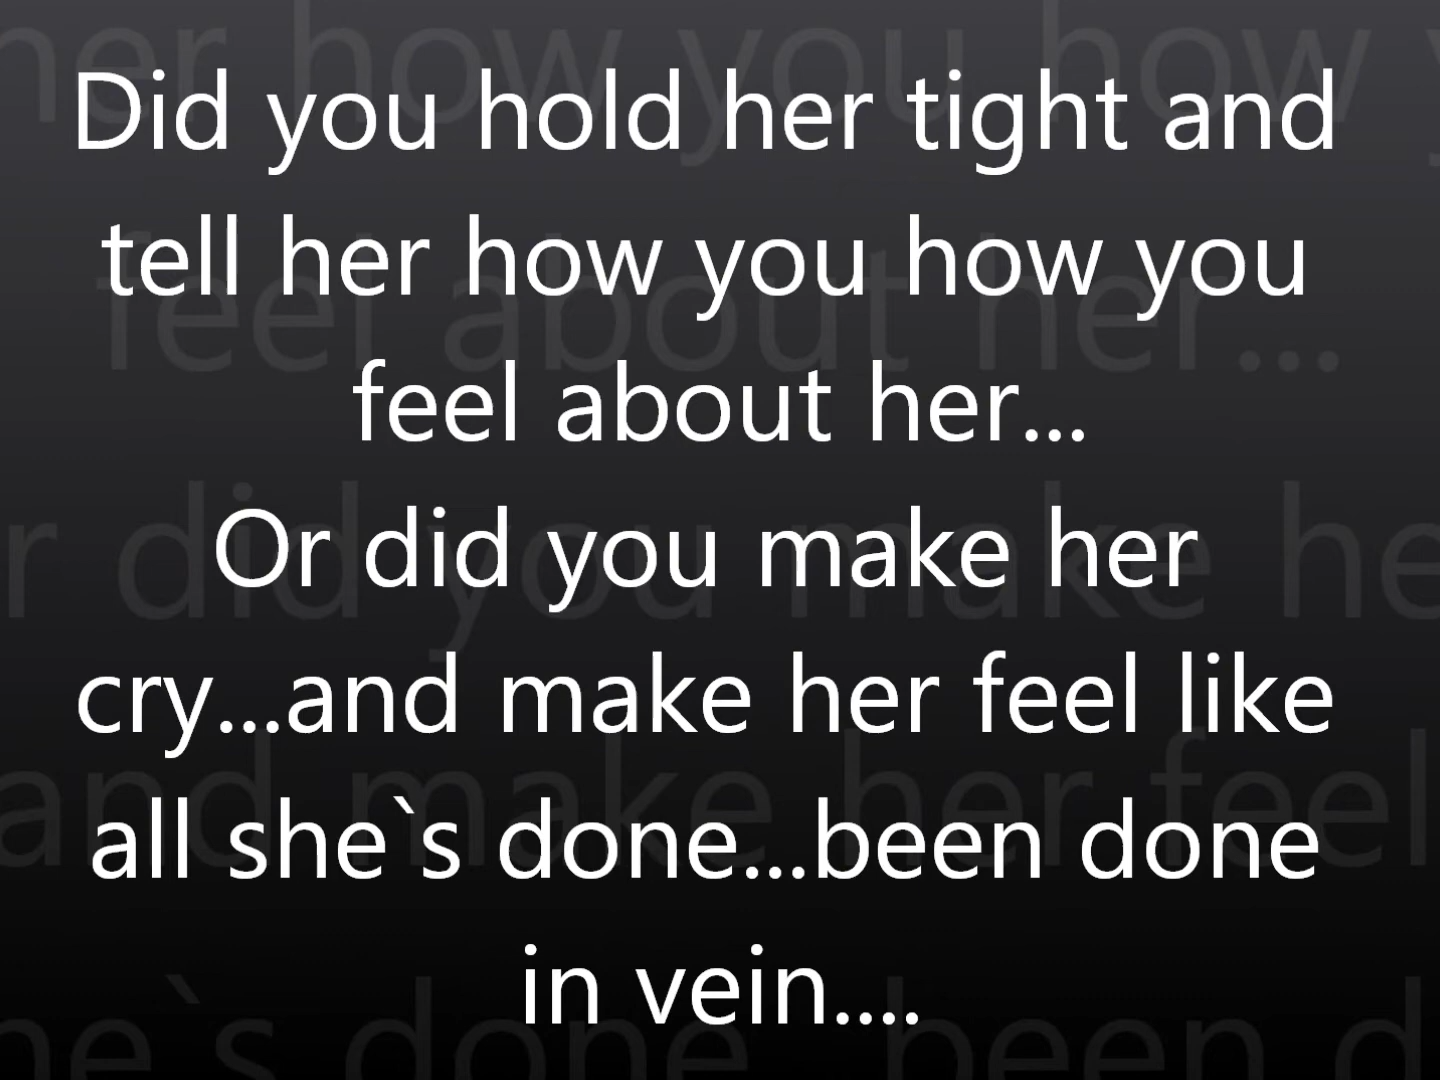 Did you hold her tight and
tell her how you how you
feel about her...
Or did you make her
cry...and make her feel like
all she`s done...been done
in vein....